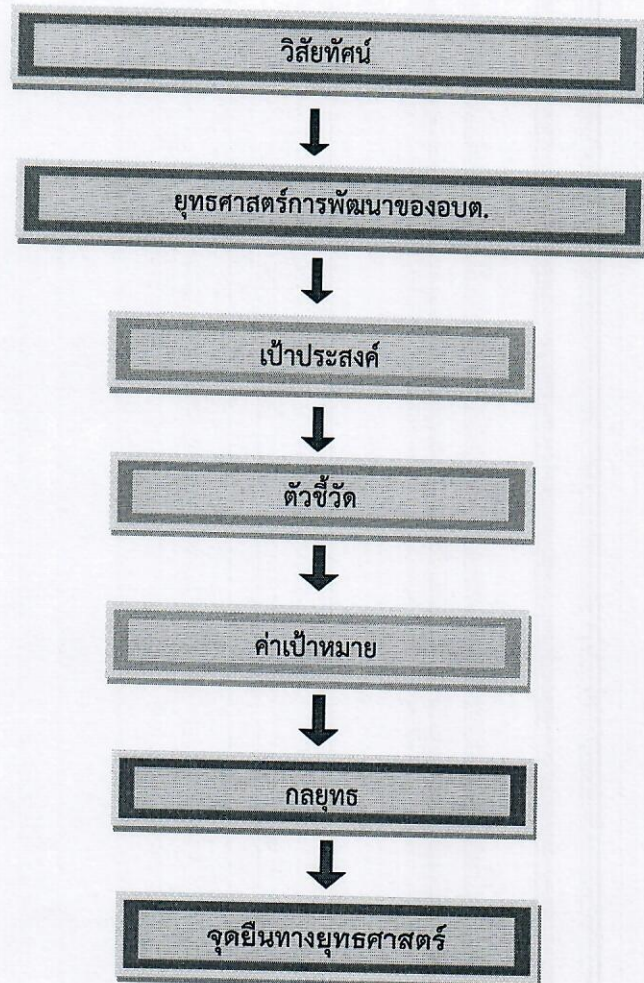 วิสัยทัศน์
ยุทธศาสตร์การพัฒนาของอบต.
เป้าประสงค์
ตัวชี้วัด
ค่าเป้าหมาย
กลยุทธ
จุดยืนทางยุทธศาสตร์